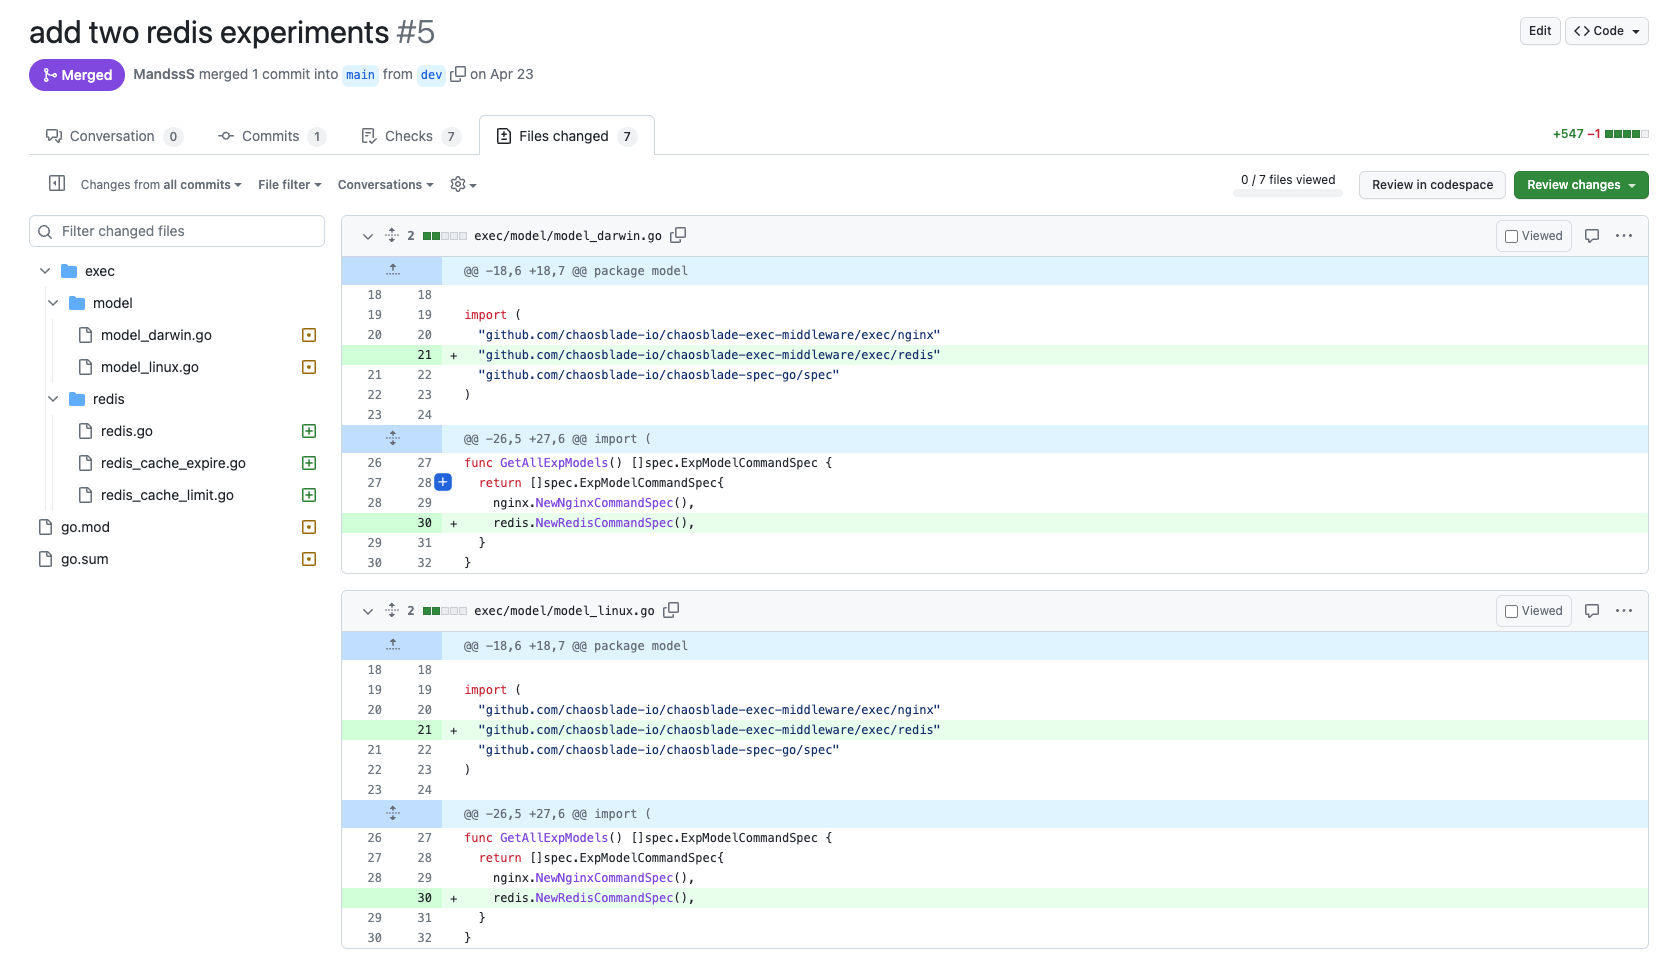 add two redis experiments #5
Edit
Code
Merged
MandssS merged 1 commit into main from dev on Apr 23
Conversation 0
Commits 1
Checks 7
Files changed 7
+547 −1
Changes from all commits
File filter
Conversations
0 / 7 files viewed
Review in codespace
Review changes
Filter changed files
exec
model
model_darwin.go
model_linux.go
redis
redis.go
redis_cache_expire.go
redis_cache_limit.go
go.mod
go.sum
2 exec/model/model_darwin.go
Viewed
@@ -18,6 +18,7 @@ package model
18 18
19 19 import (
20 20 "github.com/chaosblade-io/chaosblade-exec-middleware/exec/nginx"
21 + "github.com/chaosblade-io/chaosblade-exec-middleware/exec/redis"
21 22 "github.com/chaosblade-io/chaosblade-spec-go/spec"
22 23 )
23 24
@@ -26,5 +27,6 @@ import (
26 27 func GetAllExpModels() []spec.ExpModelCommandSpec {
27 28 return []spec.ExpModelCommandSpec{
28 29 nginx.NewNginxCommandSpec(),
30 + redis.NewRedisCommandSpec(),
29 31 }
30 32 }
2 exec/model/model_linux.go
Viewed
@@ -18,6 +18,7 @@ package model
18 18
19 19 import (
20 20 "github.com/chaosblade-io/chaosblade-exec-middleware/exec/nginx"
21 + "github.com/chaosblade-io/chaosblade-exec-middleware/exec/redis"
21 22 "github.com/chaosblade-io/chaosblade-spec-go/spec"
22 23 )
23 24
@@ -26,5 +27,6 @@ import (
26 27 func GetAllExpModels() []spec.ExpModelCommandSpec {
27 28 return []spec.ExpModelCommandSpec{
28 29 nginx.NewNginxCommandSpec(),
30 + redis.NewRedisCommandSpec(),
29 31 }
30 32 }